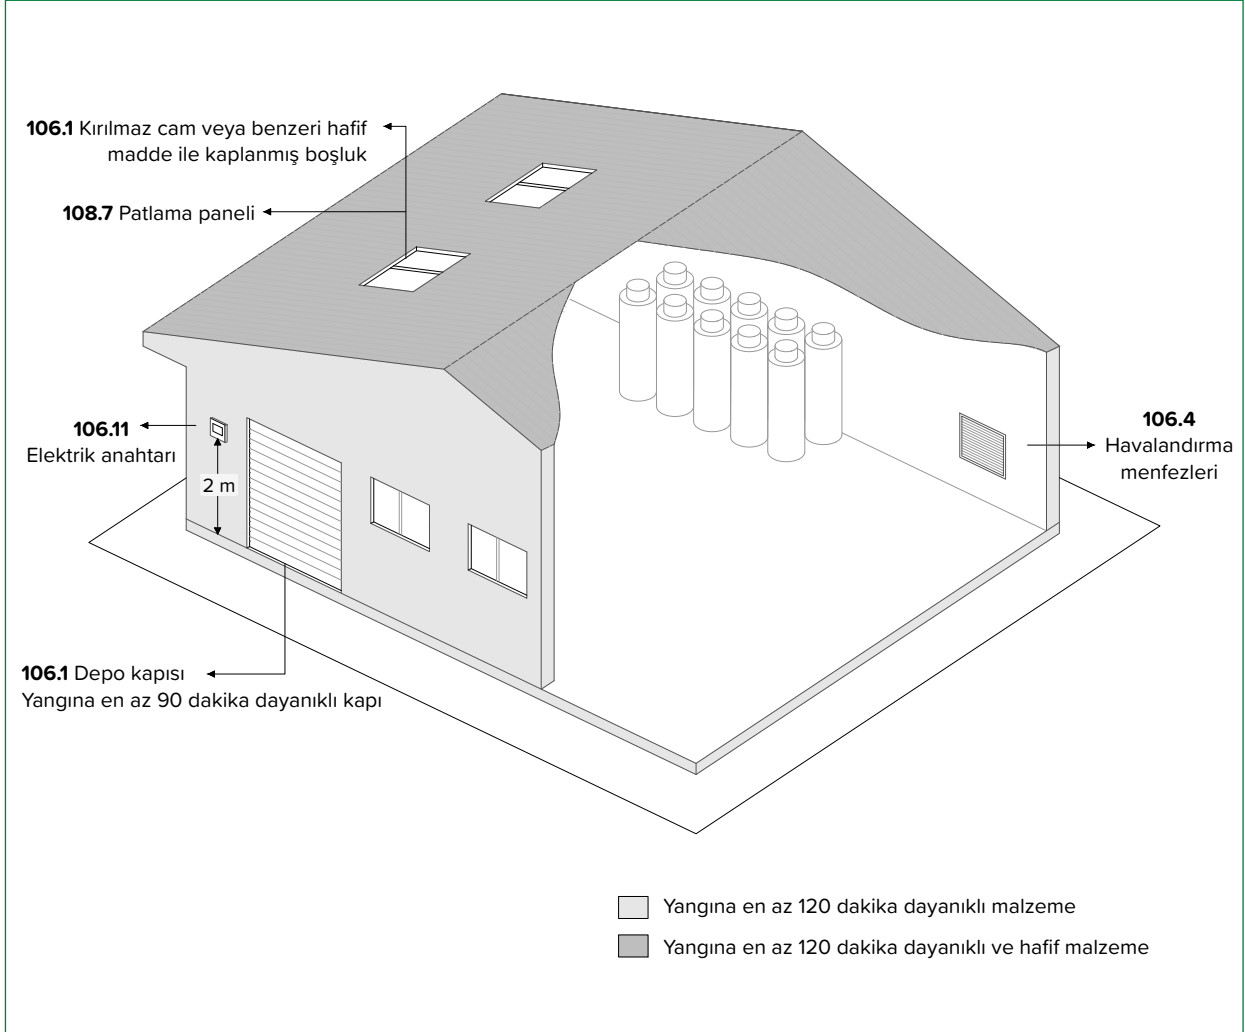 106.1 Kırılmaz cam veya benzeri hafif
madde ile kaplanmış boşluk
108.7 Patlama paneli
106.11
Elektrik anahtarı
2 m
106.4
Havalandırma
menfezleri
106.1 Depo kapısı
Yangına en az 90 dakika dayanıklı kapı
Yangına en az 120 dakika dayanıklı malzeme
Yangına en az 120 dakika dayanıklı ve hafif malzeme